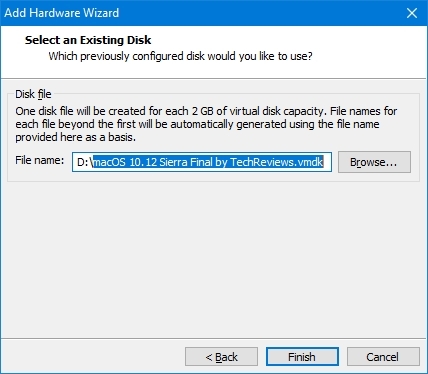 Add Hardware Wizard
Select an Existing Disk
Which previously configured disk would you like to use?
Disk file
One disk file will be created for each 2 GB of virtual disk capacity. File names for
each file beyond the first will be automatically generated using the file name
provided here as a basis.
File name: D:\macOS 10.12 Sierra Final by TechReviews.vmdk Browse...
< Back Finish Cancel